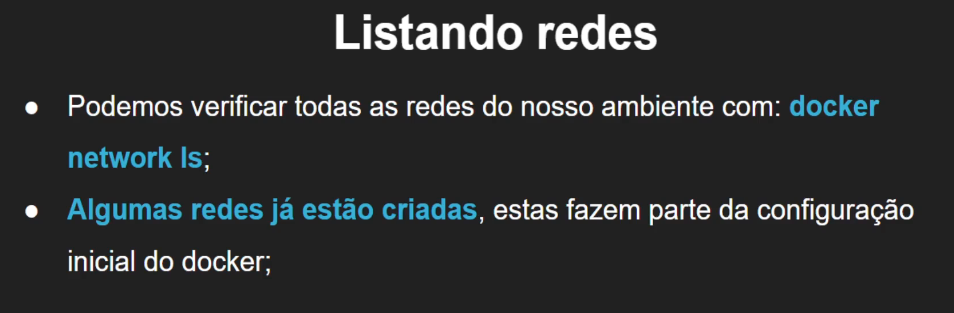 Listando redes
● Podemos verificar todas as redes do nosso ambiente com: docker
network ls;
● Algumas redes já estão criadas, estas fazem parte da configuração
inicial do docker;